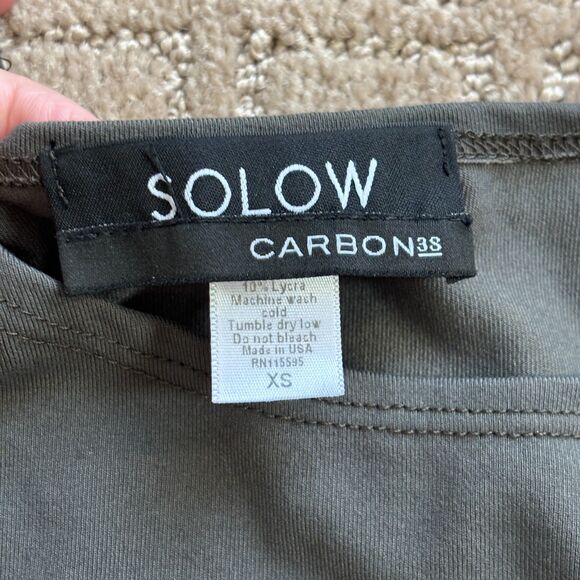 SOLOW
CARBON38
10% Lycra
Machine wash
cold
Tumble dry low
Do not bleach
Made in USA
RN115595
XS